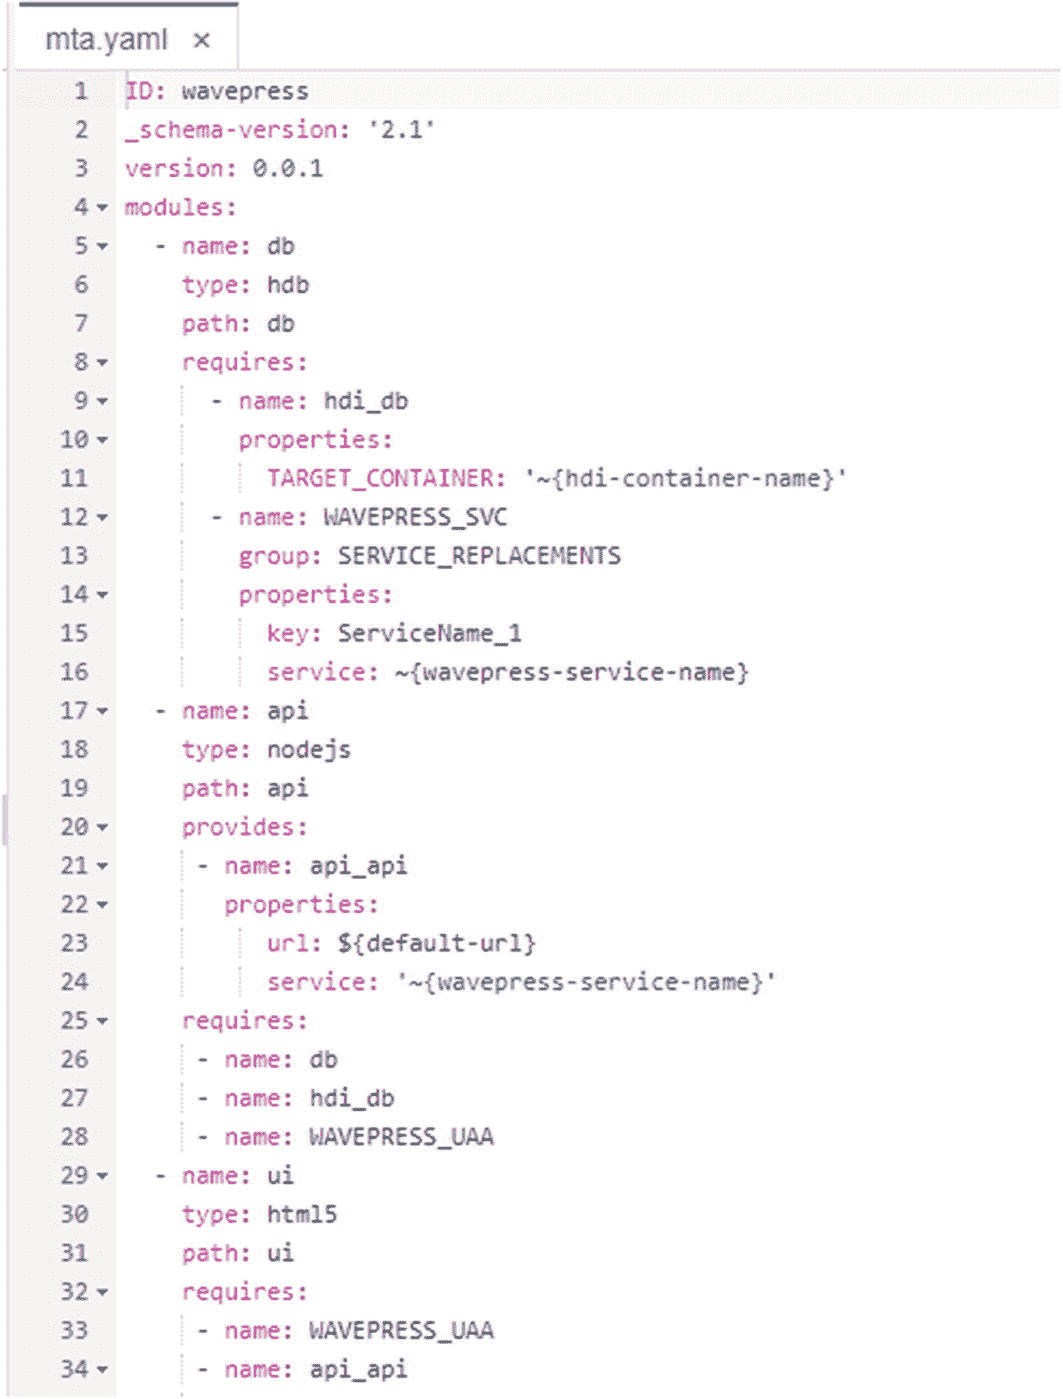 mta.yaml ×
1 ID: wavepress
2 _schema-version: '2.1'
3 version: 0.0.1
4 modules:
5 - name: db
6 type: hdb
7 path: db
8 requires:
9 - name: hdi_db
10 properties:
11 TARGET_CONTAINER: '~{hdi-container-name}'
12 - name: WAVEPRESS_SVC
13 group: SERVICE_REPLACEMENTS
14 properties:
15 key: ServiceName_1
16 service: ~{wavepress-service-name}
17 - name: api
18 type: nodejs
19 path: api
20 provides:
21 - name: api_api
22 properties:
23 url: ${default-url}
24 service: '~{wavepress-service-name}'
25 requires:
26 - name: db
27 - name: hdi_db
28 - name: WAVEPRESS_UAA
29 - name: ui
30 type: html5
31 path: ui
32 requires:
33 - name: WAVEPRESS_UAA
34 - name: api_api